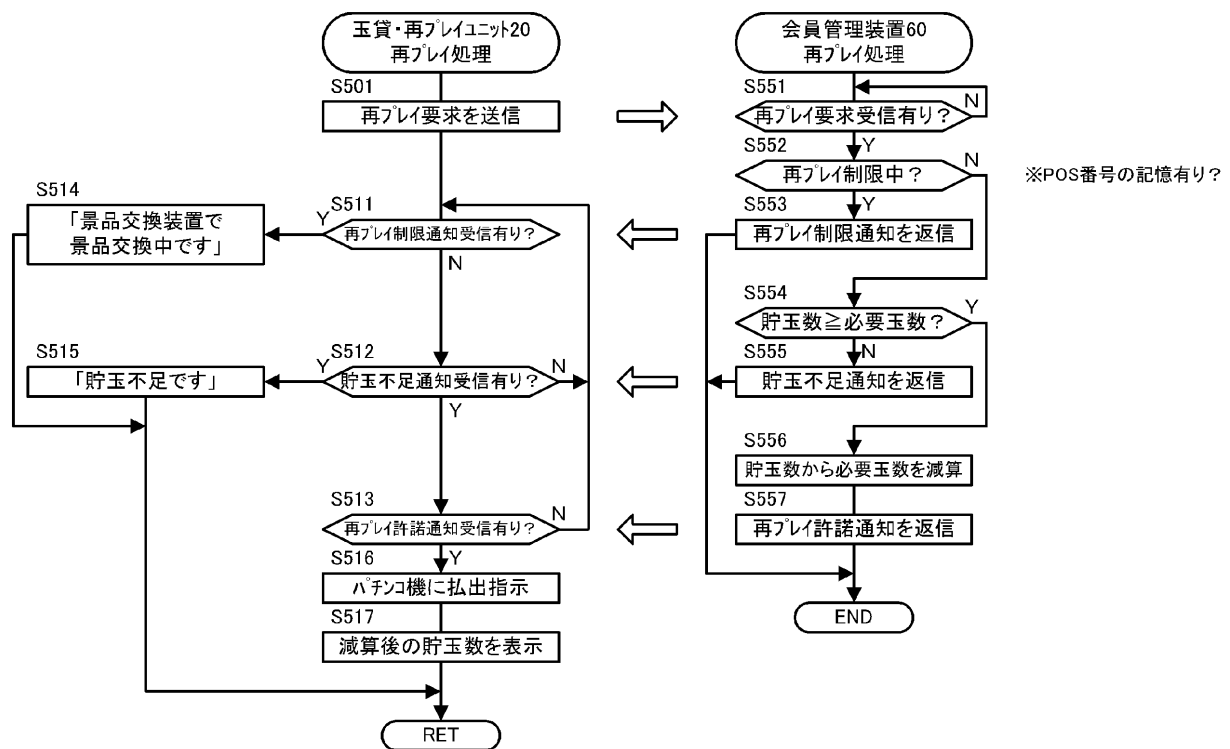 玉貸・再プレイユニット20
再プレイ処理
S501
再プレイ要求を送信
S514
「景品交換装置で
景品交換中です」
Y
S511
再プレイ制限通知受信有り?
N
S515
「貯玉不足です」
Y
S512
貯玉不足通知受信有り?
N
Y
S513
再プレイ許諾通知受信有り?
N
Y
S516
パチンコ機に払出指示
S517
減算後の貯玉数を表示
RET
会員管理装置60
再プレイ処理
S551
再プレイ要求受信有り?
N
Y
S552
再プレイ制限中?
N
※POS番号の記憶有り?
Y
S553
再プレイ制限通知を返信
S554
貯玉数≧必要玉数?
Y
N
S555
貯玉不足通知を返信
S556
貯玉数から必要玉数を減算
S557
再プレイ許諾通知を返信
END